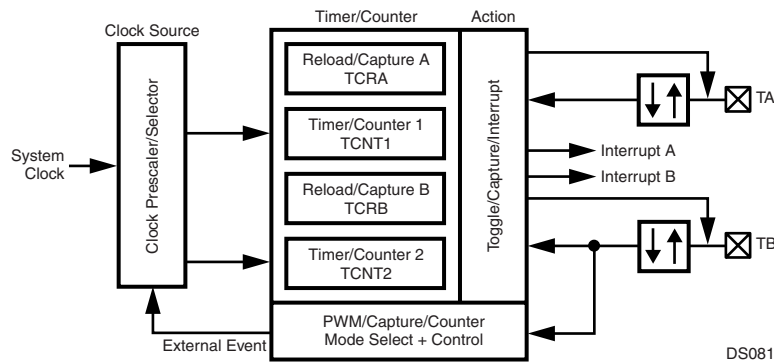 Timer/Counter
Action
Clock Source
Reload/Capture A
TCRA
TA
Clock Prescaler/Selector
Timer/Counter 1
TCNT1
Toggle/Capture/Interrupt
System
Clock
Interrupt A
Interrupt B
Reload/Capture B
TCRB
TB
Timer/Counter 2
TCNT2
PWM/Capture/Counter
Mode Select + Control
External Event
DS081